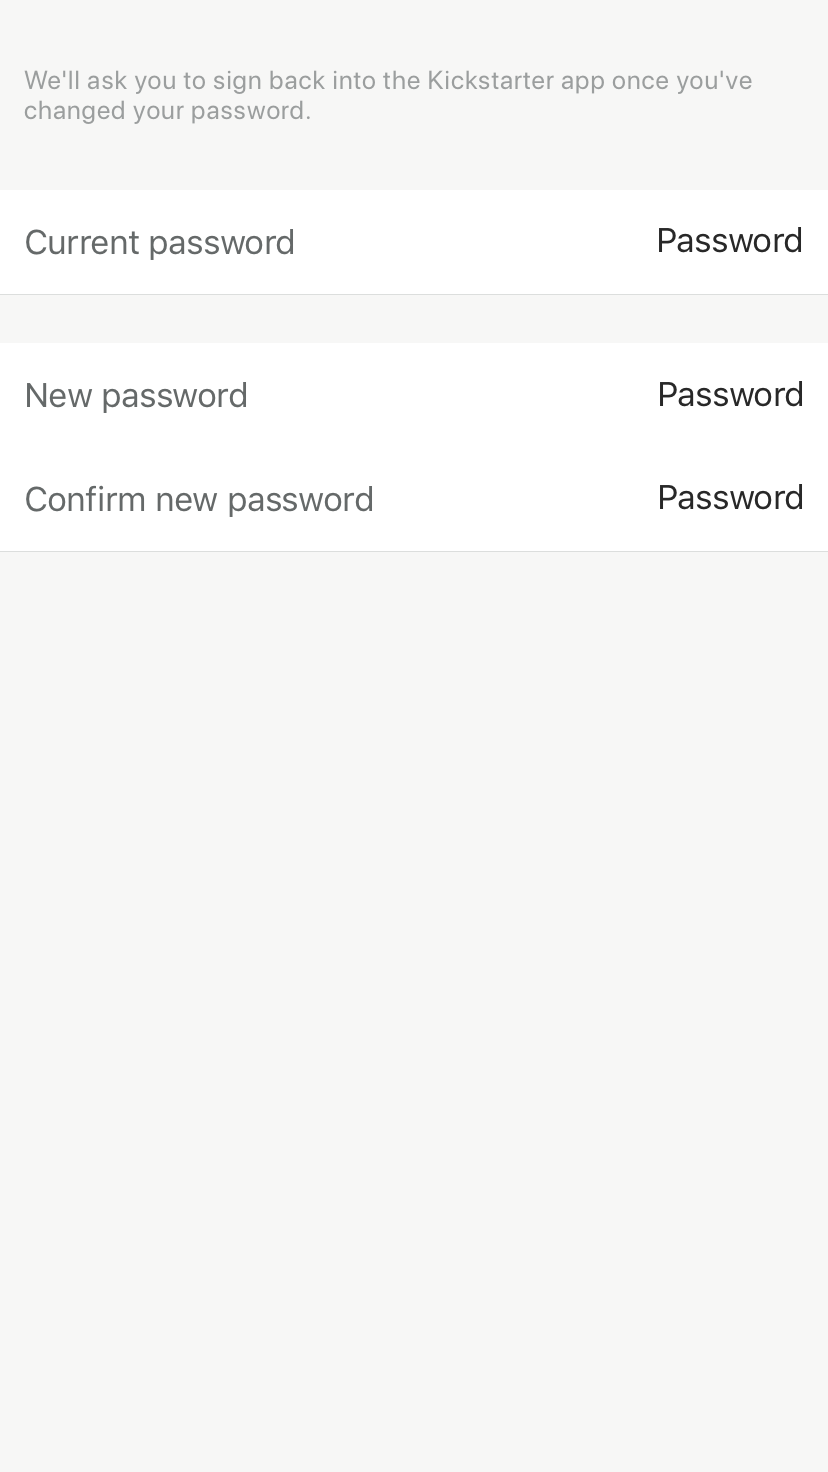 We'll ask you to sign back into the Kickstarter app once you've
changed your password.
Current password Password
New password Password
Confirm new password Password